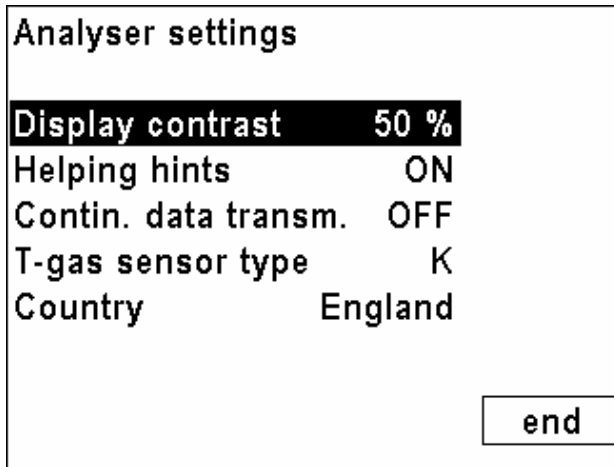 Analyser settings
Display contrast 50 %
Helping hints ON
Contin. data transm. OFF
T-gas sensor type K
Country England
end